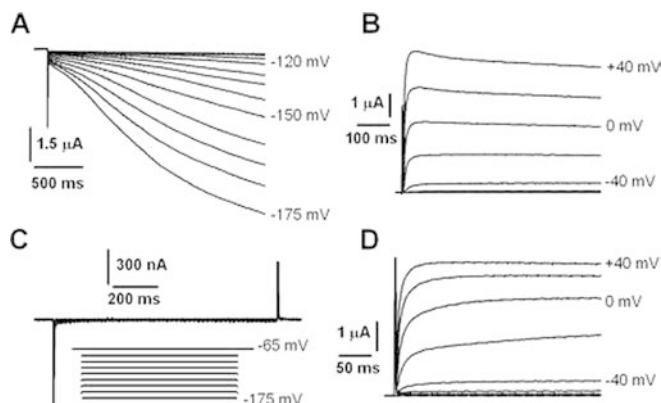 A
-120 mV
-150 mV
1.5 µA
500 ms
-175 mV
B
+40 mV
1 µA
100 ms
0 mV
-40 mV
C
300 nA
200 ms
-65 mV
-175 mV
D
+40 mV
0 mV
1 µA
50 ms
-40 mV